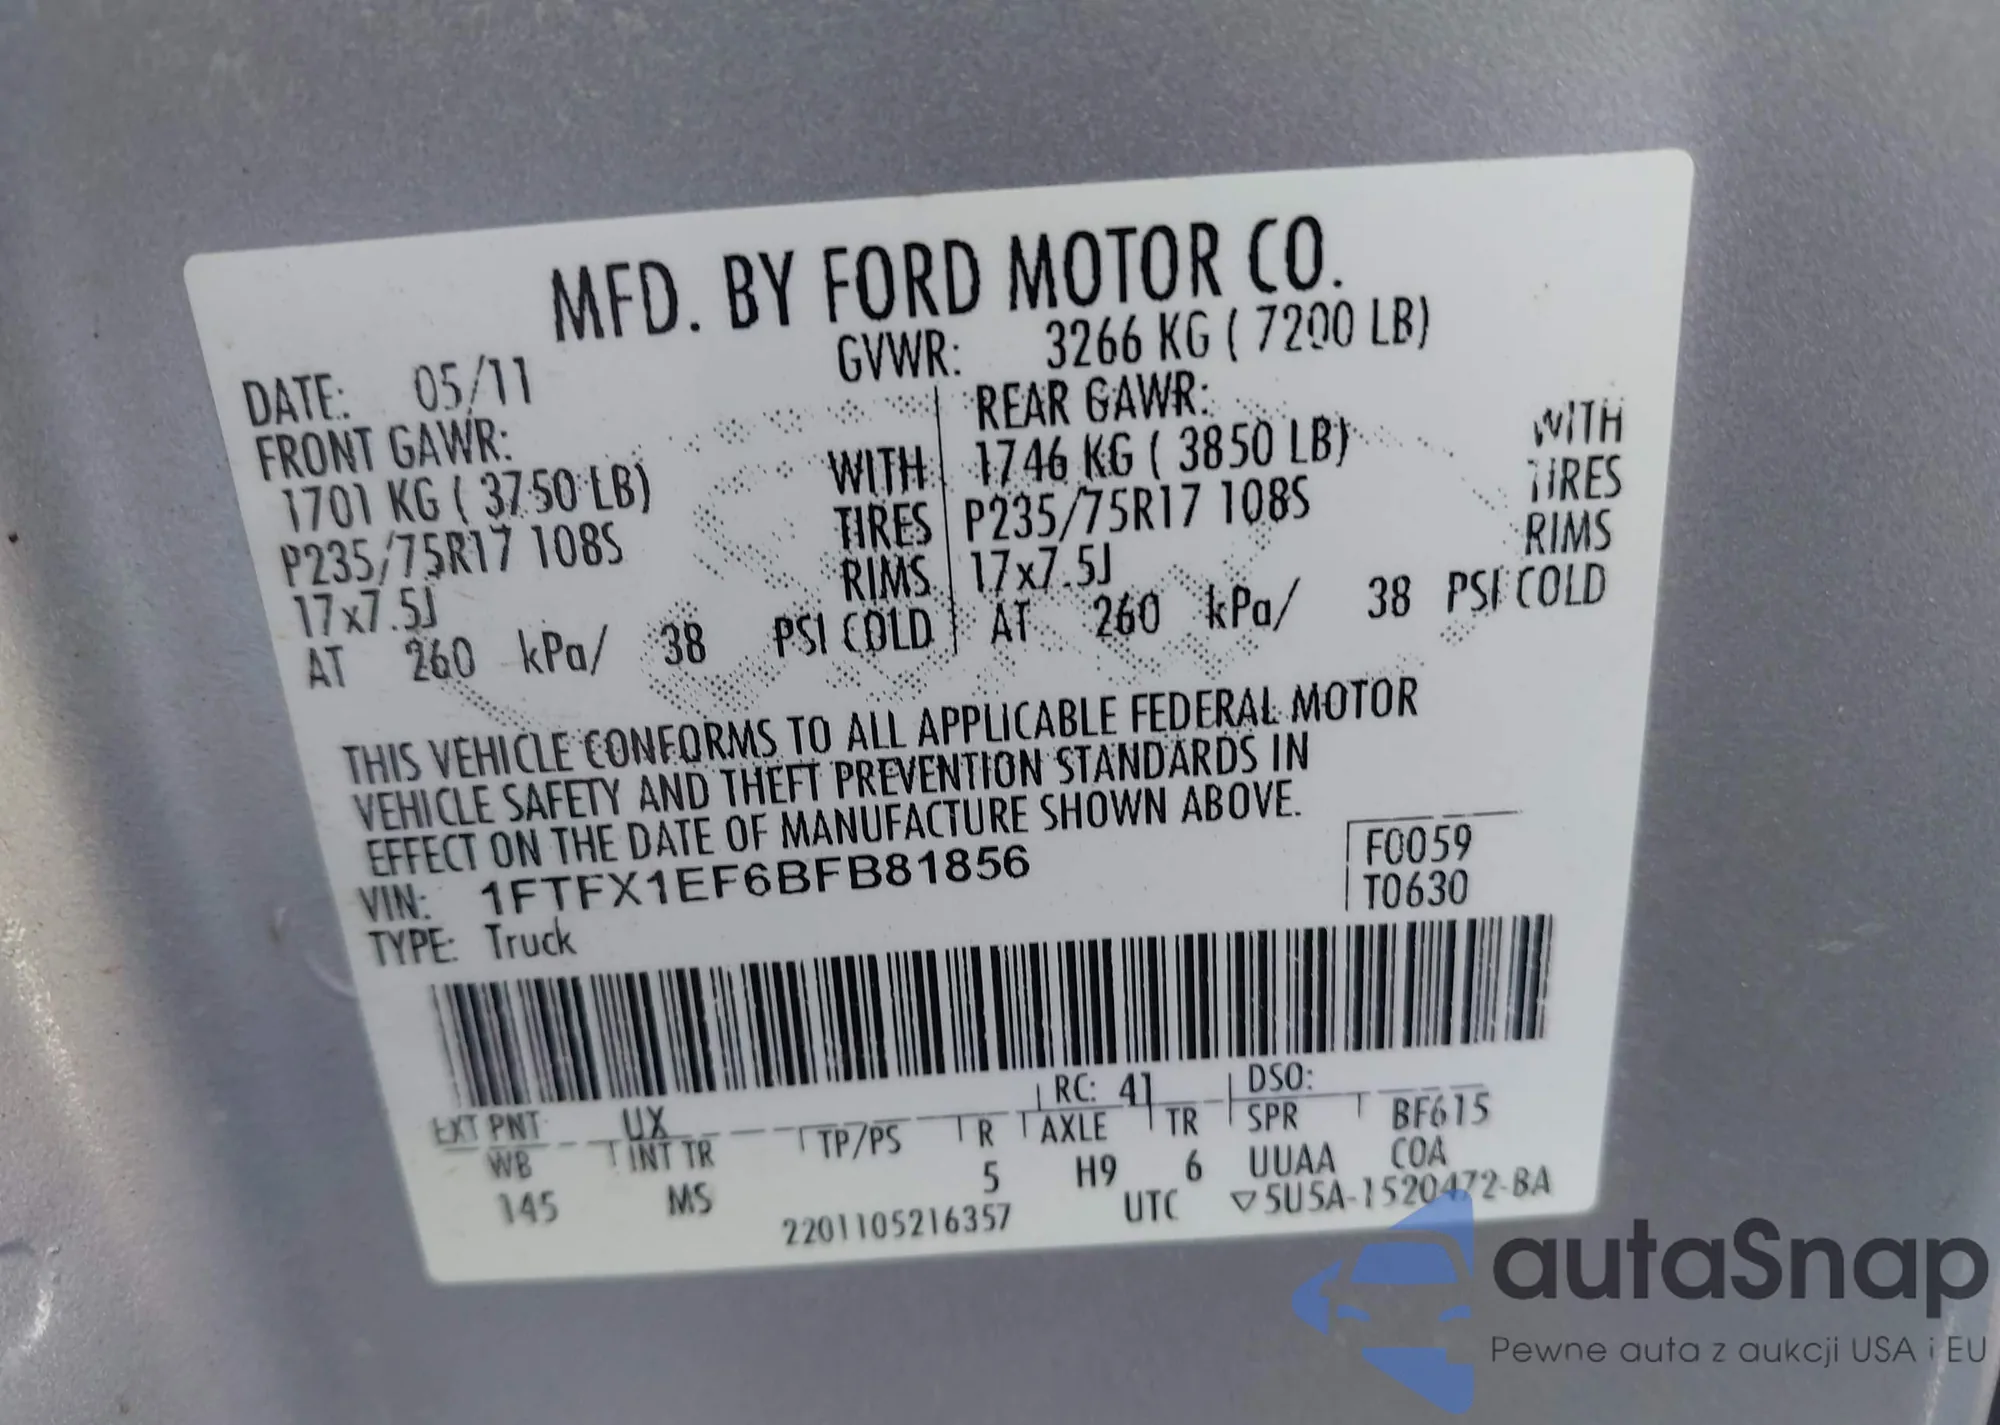 MFD. BY FORD MOTOR CO.
DATE: 05/11 GVWR: 3266 KG ( 7200 LB)
FRONT GAWR: REAR GAWR:
1701 KG ( 3750 LB) WITH 1746 KG ( 3850 LB) WITH
P235/75R17 108S TIRES P235/75R17 108S TIRES
17x7.5J RIMS 17x7.5J RIMS
AT 260 kPa/ 38 PSI COLD AT 260 kPa/ 38 PSI COLD
THIS VEHICLE CONFORMS TO ALL APPLICABLE FEDERAL MOTOR
VEHICLE SAFETY AND THEFT PREVENTION STANDARDS IN
EFFECT ON THE DATE OF MANUFACTURE SHOWN ABOVE.
VIN: 1FTFX1EF6BFB81856 F0059
TYPE: Truck T0630
EXT PNT UX RC: 41 DSO:
WB INT TR TP/PS R AXLE TR SPR BF615
145 MS 5 H9 6 UUAA COA
2201105216357 UTC ▽5U5A-1520472-BA
autaSnap
Pewne auta z aukcji USA i EU